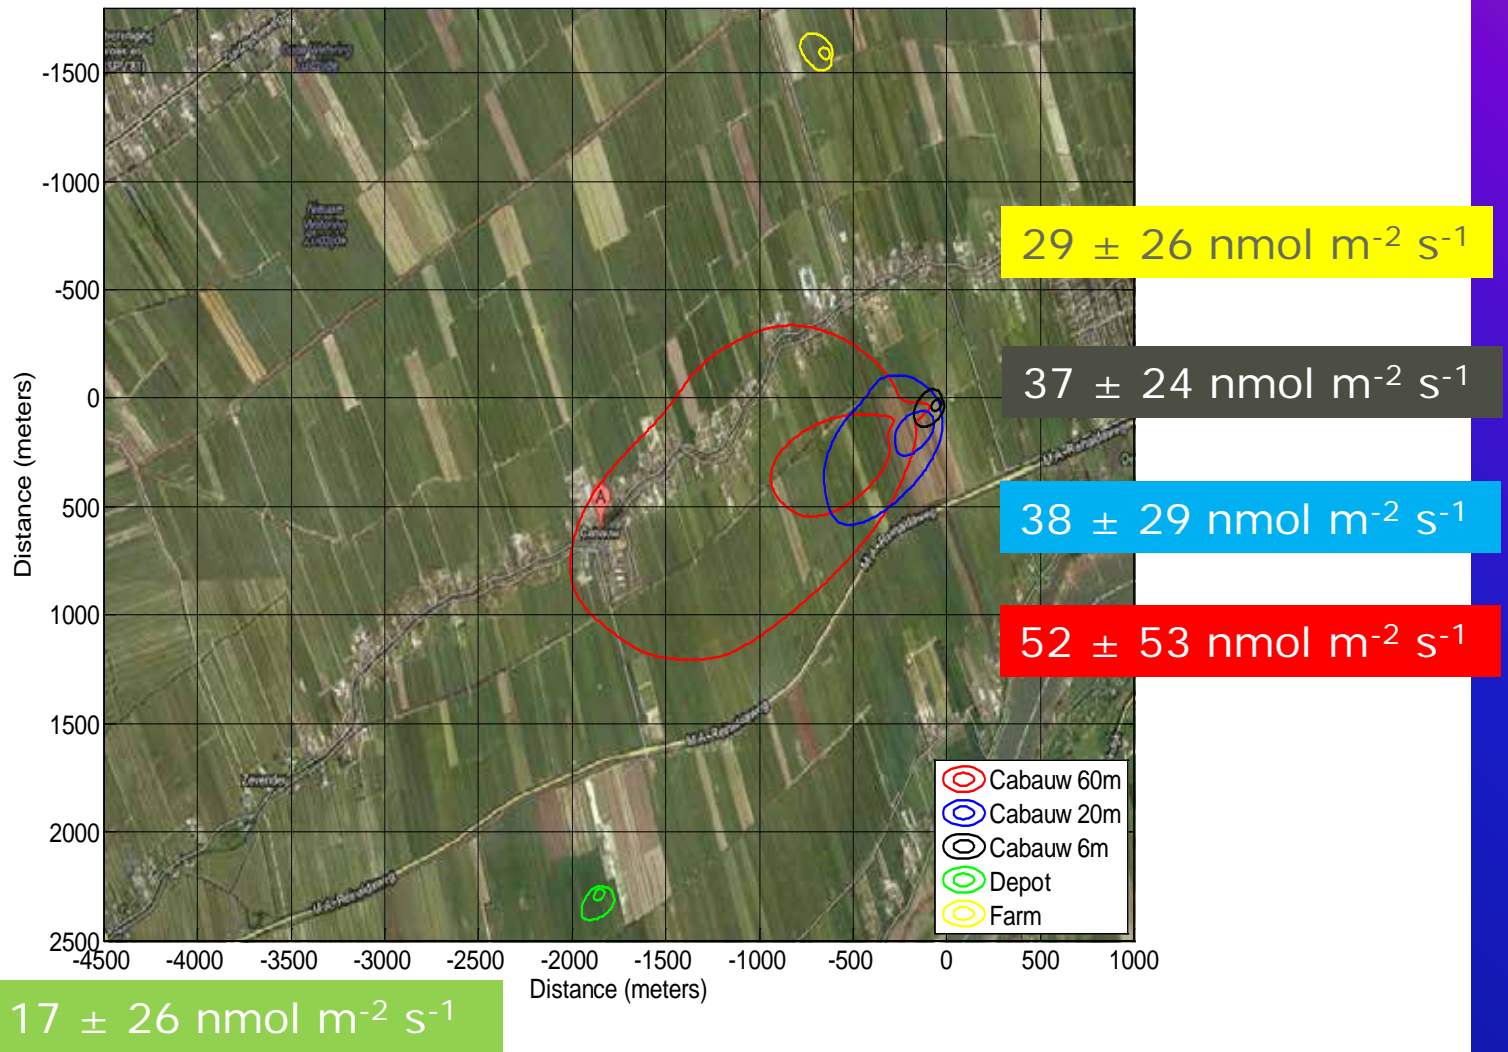 -1500
-1000
-500
0
500
1000
1500
2000
2500
Distance (meters)
-4500 -4000 -3500 -3000 -2500 -2000 -1500 -1000 -500 0 500 1000
Distance (meters)
A
Cabauw
Zevender
29 ± 26 nmol m-2 s-1
37 ± 24 nmol m-2 s-1
38 ± 29 nmol m-2 s-1
52 ± 53 nmol m-2 s-1
Cabauw 60m
Cabauw 20m
Cabauw 6m
Depot
Farm
17 ± 26 nmol m-2 s-1